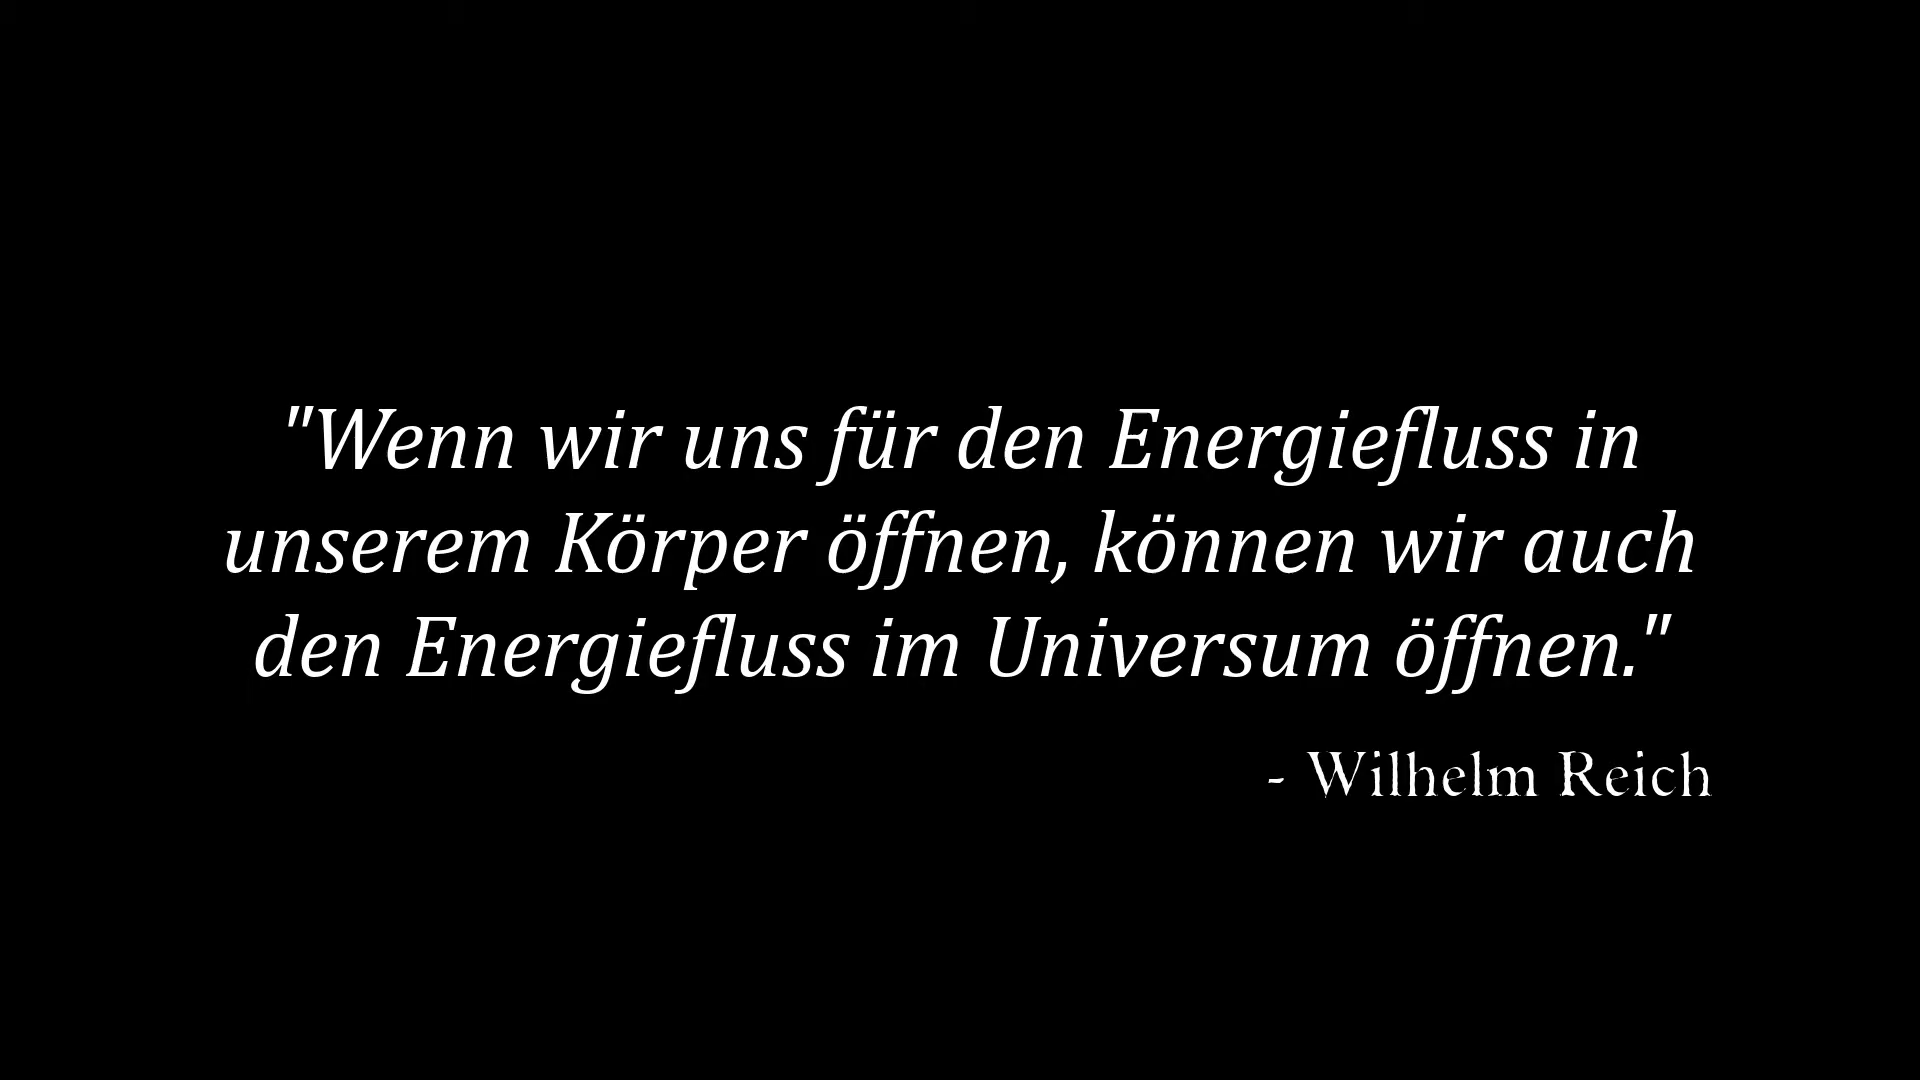 "Wenn wir uns für den Energiefluss in
unserem Körper öffnen, können wir auch
den Energiefluss im Universum öffnen."
- Wilhelm Reich